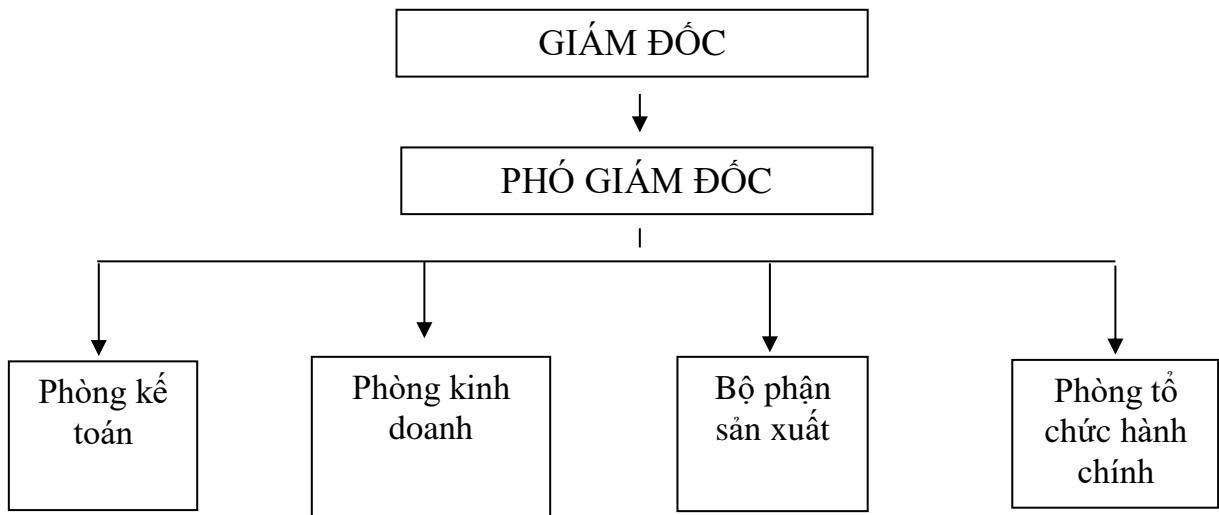 GIÁM ĐỐC
PHÓ GIÁM ĐỐC
Phòng kế
toán
Phòng kinh
doanh
Bộ phận
sản xuất
Phòng tổ
chức hành
chính